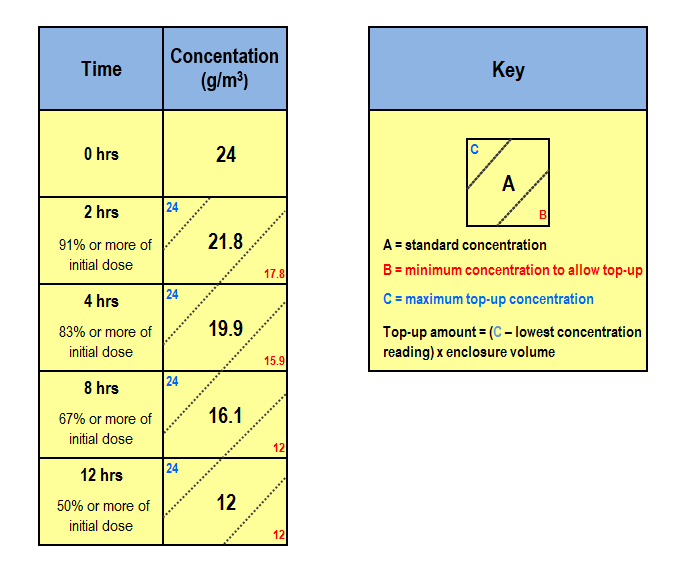 Time
Concentation
(g/m³)
0 hrs
24
2 hrs
91% or more of
initial dose
24
21.8
17.8
4 hrs
83% or more of
initial dose
24
19.9
15.9
8 hrs
67% or more of
initial dose
24
16.1
12
12 hrs
50% or more of
initial dose
24
12
12
Key
C
A
B
A = standard concentration
B = minimum concentration to allow top-up
C = maximum top-up concentration
Top-up amount = (C – lowest concentration
reading) x enclosure volume